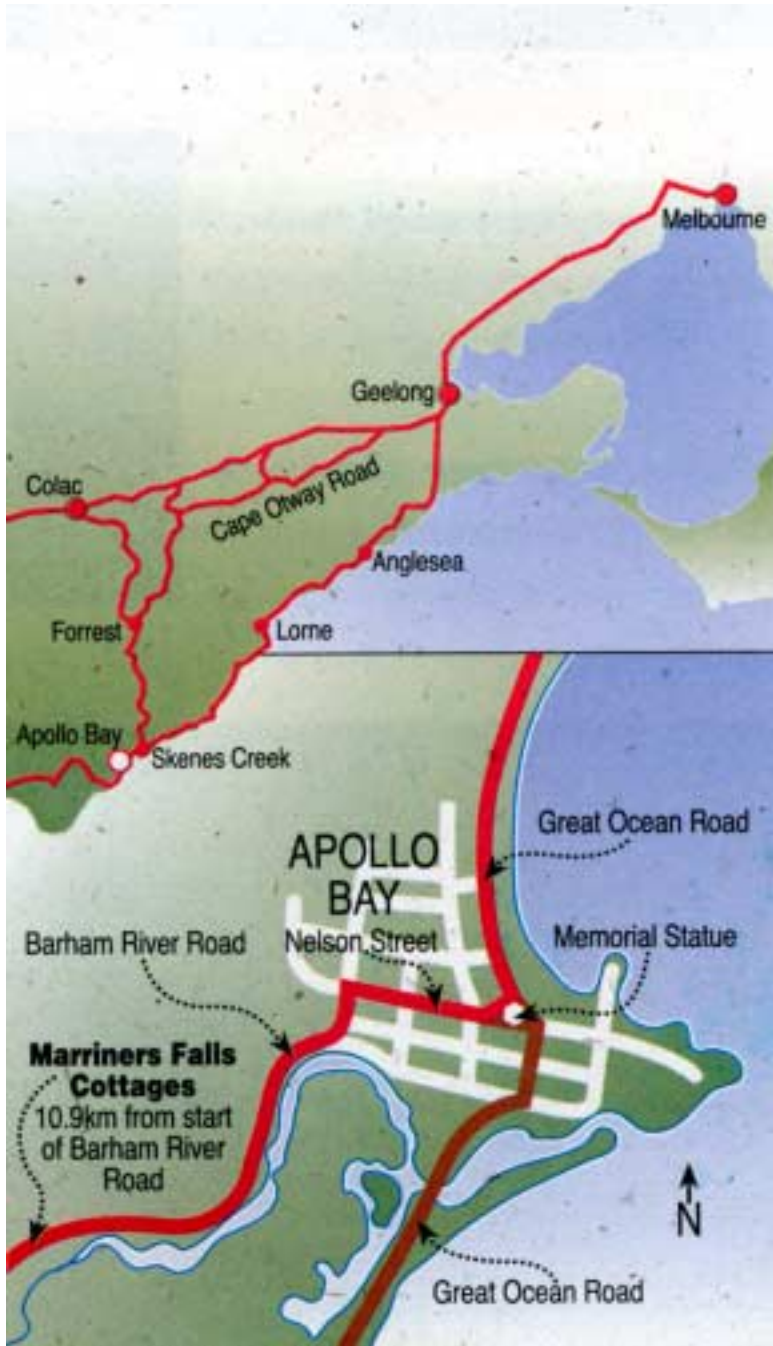 Melbourne
Geelong
Colac
Cape Otway Road
Anglesea
Forrest
Lorne
Apollo Bay
Skenes Creek
Great Ocean Road
APOLLO
BAY
Barham River Road
Nelson Street
Memorial Statue
Marriners Falls
Cottages
10.9km from start
of Barham River
Road
N
Great Ocean Road